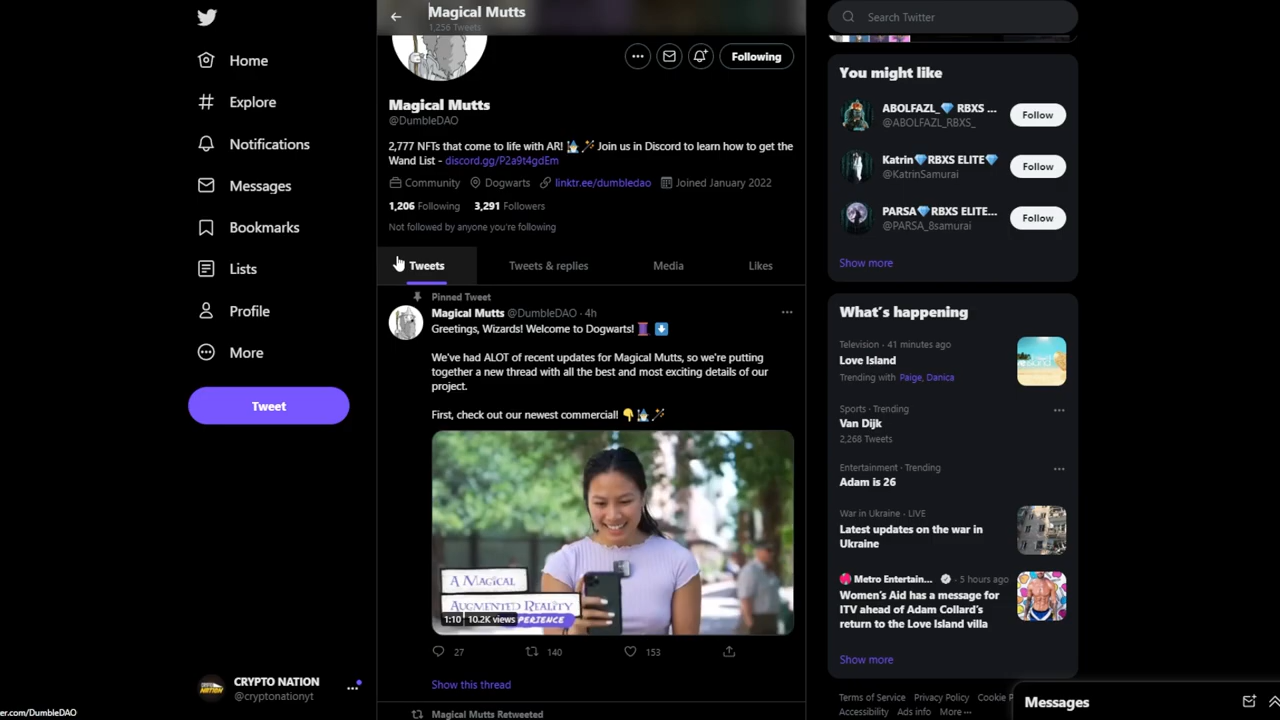 Home
Explore
Notifications
Messages
Bookmarks
Lists
Profile
More
Tweet
CRYPTO NATION
@cryptonationyt
er.com/DumbleDAO
Magical Mutts
1,256 Tweets
Following
Magical Mutts
@DumbleDAO
2,777 NFTs that come to life with AR! Join us in Discord to learn how to get the
Wand List - discord.gg/P2a9t4gdEm
Community Dogwarts linktr.ee/dumbledao Joined January 2022
1,206 Following 3,291 Followers
Not followed by anyone you're following
Tweets Tweets & replies Media Likes
Pinned Tweet
Magical Mutts @DumbleDAO · 4h
Greetings, Wizards! Welcome to Dogwarts!
We've had ALOT of recent updates for Magical Mutts, so we're putting
together a new thread with all the best and most exciting details of our
project.
First, check out our newest commercial!
A MAGICAL
AUGMENTED REALITY
PERIENCE
1:10 10.2K views
27 140 153
Show this thread
Magical Mutts Retweeted
Search Twitter
You might like
ABOLFAZL_💎 RBXS ...
@ABOLFAZL_RBXS_
Follow
Katrin💎RBXS ELITE💎
@KatrinSamurai
Follow
PARSA💎RBXS ELITE...
@PARSA_8samurai
Follow
Show more
What's happening
Television · 41 minutes ago
Love Island
Trending with Paige, Danica
Sports · Trending
Van Dijk
2,268 Tweets
Entertainment · Trending
Adam is 26
War in Ukraine · LIVE
Latest updates on the war in
Ukraine
Metro Entertain... · 5 hours ago
Women's Aid has a message for
ITV ahead of Adam Collard's
return to the Love Island villa
Show more
Terms of Service Privacy Policy Cookie P
Accessibility Ads info More ...
Messages